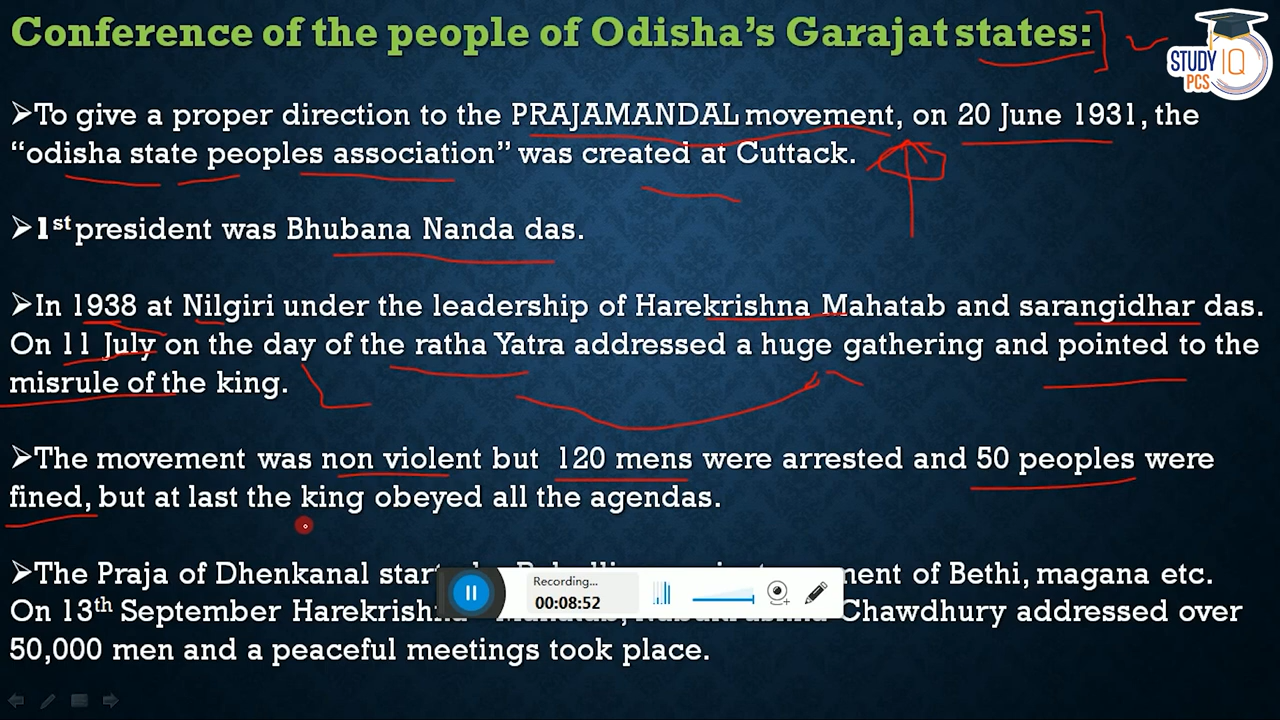 Conference of the people of Odisha's Garajat states:
STUDY IQ
PCS
➢To give a proper direction to the PRAJAMANDAL movement, on 20 June 1931, the
“odisha state peoples association” was created at Cuttack.
➢1st president was Bhubana Nanda das.
➢In 1938 at Nilgiri under the leadership of Harekrishna Mahatab and sarangidhar das.
On 11 July on the day of the ratha Yatra addressed a huge gathering and pointed to the
misrule of the king.
➢The movement was non violent but 120 mens were arrested and 50 peoples were
fined, but at last the king obeyed all the agendas.
➢The Praja of Dhenkanal of Bethi, magana etc.
Recording...
00:08:52
On 13th September Chawdhury addressed over
50,000 men and a peaceful meetings took place.